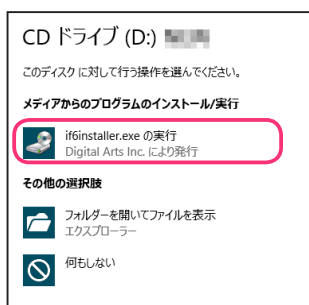 CD ドライブ (D:)
このディスク に対して行う操作を選んでください。
メディアからのプログラムのインストール/実行
if6installer.exe の実行
Digital Arts Inc. により発行
その他の選択肢
フォルダーを開いてファイルを表示
エクスプローラー
何もしない